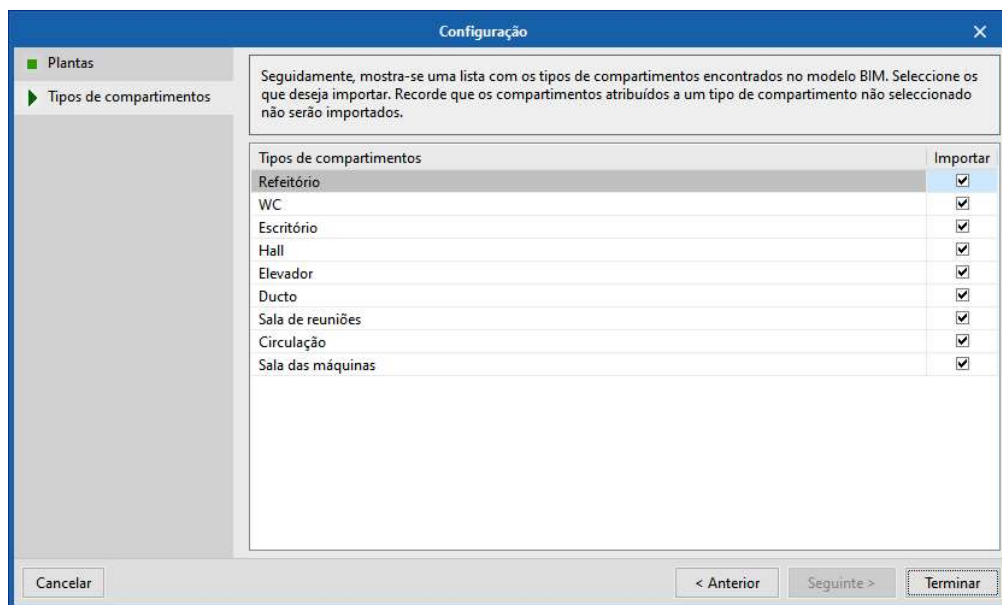 Configuração
Plantas
Tipos de compartimentos
Seguidamente, mostra-se uma lista com os tipos de compartimentos encontrados no modelo BIM. Seleccione os
que deseja importar. Recorde que os compartimentos atribuídos a um tipo de compartimento não seleccionado
não serão importados.
Tipos de compartimentos Importar
Refeitório
WC
Escritório
Hall
Elevador
Ducto
Sala de reuniões
Circulação
Sala das máquinas
Cancelar < Anterior Seguinte > Terminar